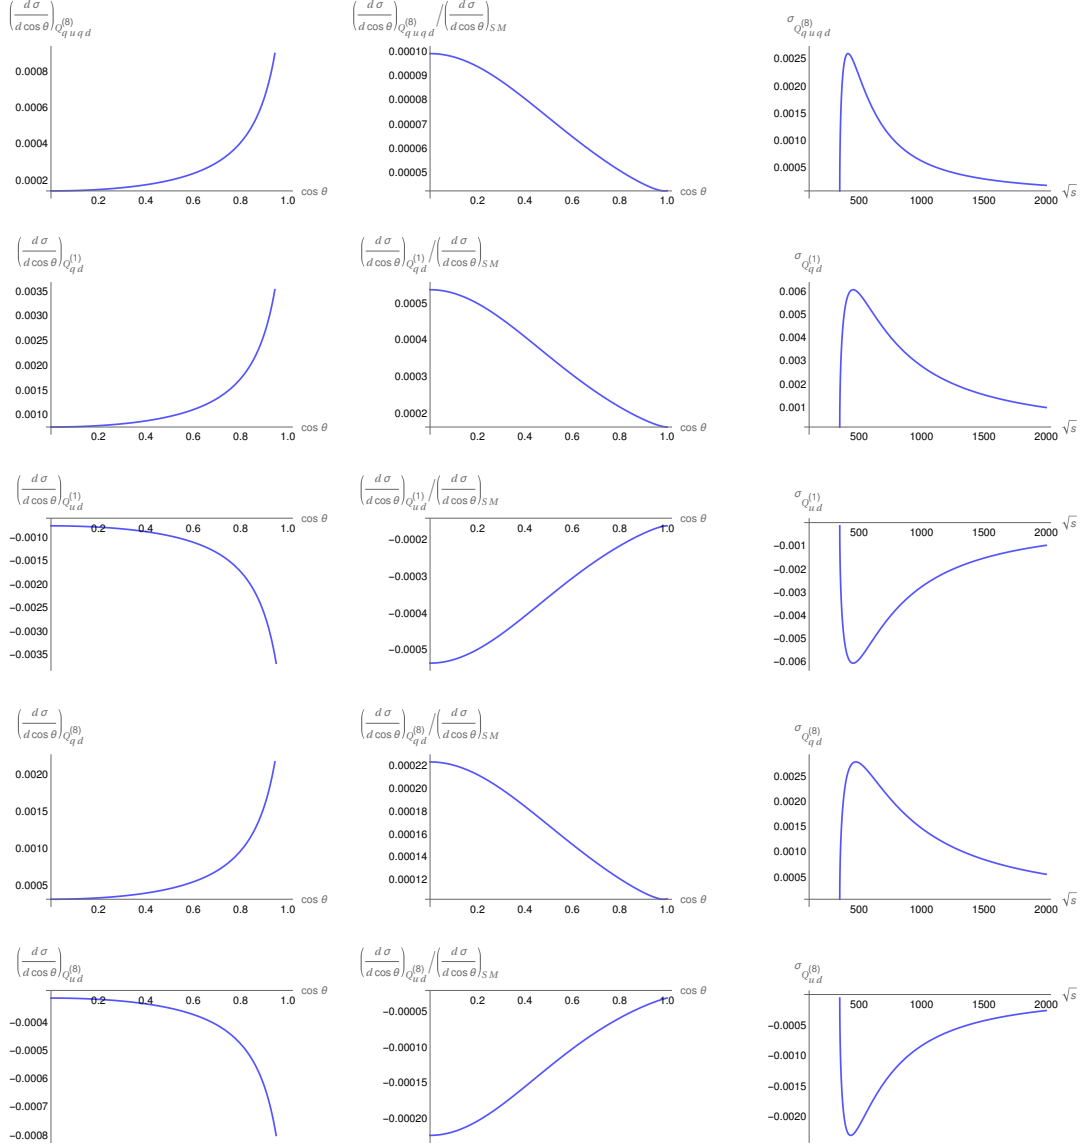 (dσ/d cos θ)_{Q_{quqd}^{(8)}}
0.0008
0.0006
0.0004
0.0002
0.2 0.4 0.6 0.8 1.0
cos θ
(dσ/d cos θ)_{Q_{quqd}^{(8)}}/(dσ/d cos θ)_{SM}
0.00010
0.00009
0.00008
0.00007
0.00006
0.00005
0.2 0.4 0.6 0.8 1.0
cos θ
σ_{Q_{quqd}^{(8)}}
0.0025
0.0020
0.0015
0.0010
0.0005
500 1000 1500 2000
√s
(dσ/d cos θ)_{Q_{qd}^{(1)}}
0.0035
0.0030
0.0025
0.0020
0.0015
0.0010
0.2 0.4 0.6 0.8 1.0
cos θ
(dσ/d cos θ)_{Q_{qd}^{(1)}}/(dσ/d cos θ)_{SM}
0.0005
0.0004
0.0003
0.0002
0.2 0.4 0.6 0.8 1.0
cos θ
σ_{Q_{qd}^{(1)}}
0.006
0.005
0.004
0.003
0.002
0.001
500 1000 1500 2000
√s
(dσ/d cos θ)_{Q_{ud}^{(1)}}
cos θ
0.2 0.4 0.6 0.8 1.0
−0.0010
−0.0015
−0.0020
−0.0025
−0.0030
−0.0035
(dσ/d cos θ)_{Q_{ud}^{(1)}}/(dσ/d cos θ)_{SM}
cos θ
0.2 0.4 0.6 0.8 1.0
−0.0002
−0.0003
−0.0004
−0.0005
σ_{Q_{ud}^{(1)}}
√s
500 1000 1500 2000
−0.001
−0.002
−0.003
−0.004
−0.005
−0.006
(dσ/d cos θ)_{Q_{qd}^{(8)}}
0.0020
0.0015
0.0010
0.0005
0.2 0.4 0.6 0.8 1.0
cos θ
(dσ/d cos θ)_{Q_{qd}^{(8)}}/(dσ/d cos θ)_{SM}
0.00022
0.00020
0.00018
0.00016
0.00014
0.00012
0.2 0.4 0.6 0.8 1.0
cos θ
σ_{Q_{qd}^{(8)}}
0.0025
0.0020
0.0015
0.0010
0.0005
500 1000 1500 2000
√s
(dσ/d cos θ)_{Q_{ud}^{(8)}}
cos θ
0.2 0.4 0.6 0.8 1.0
−0.0004
−0.0005
−0.0006
−0.0007
−0.0008
(dσ/d cos θ)_{Q_{ud}^{(8)}}/(dσ/d cos θ)_{SM}
cos θ
0.2 0.4 0.6 0.8 1.0
−0.00005
−0.00010
−0.00015
−0.00020
σ_{Q_{ud}^{(8)}}
√s
500 1000 1500 2000
−0.0005
−0.0010
−0.0015
−0.0020